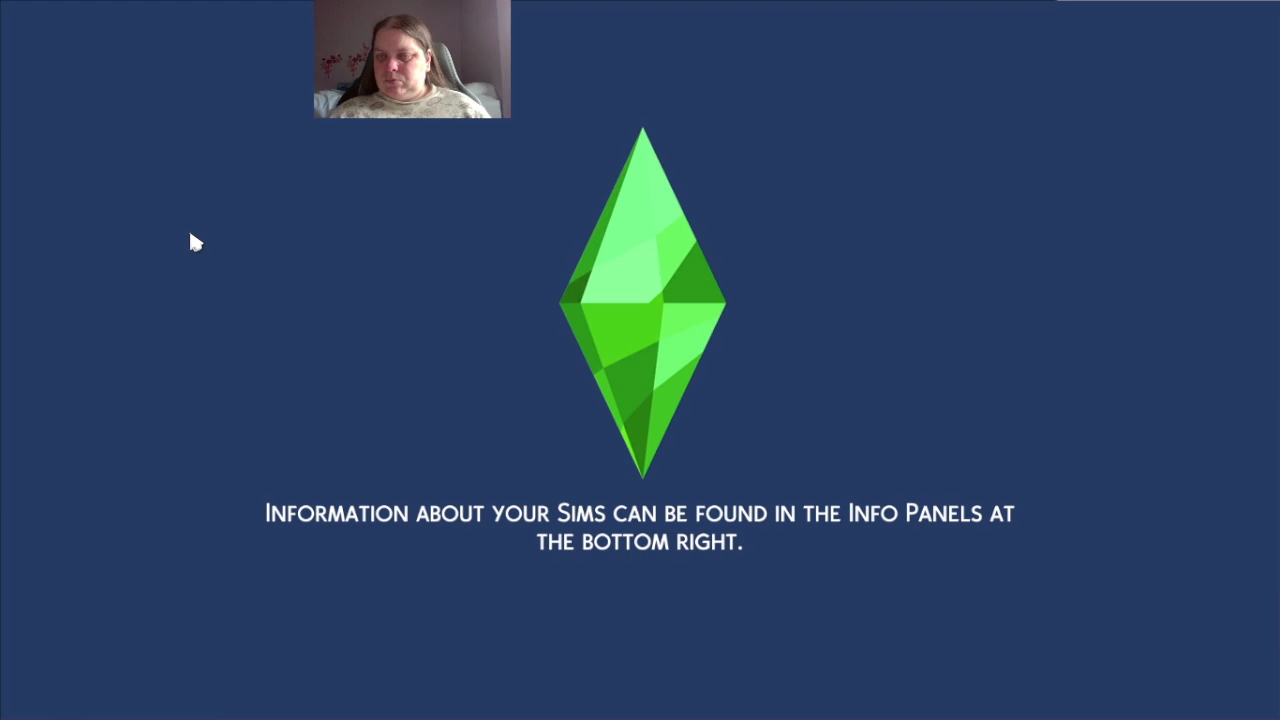 Information about your Sims can be found in the Info Panels at
the bottom right.